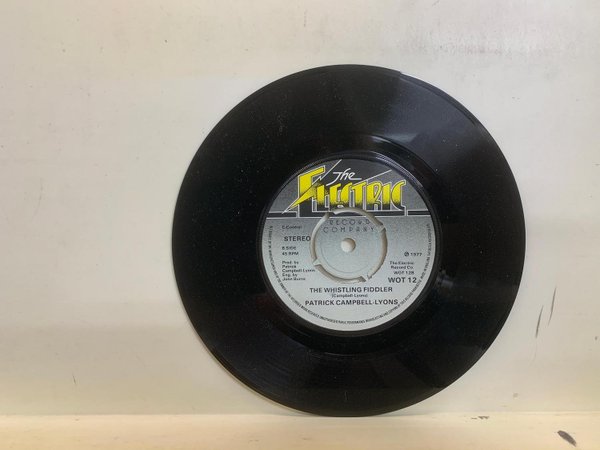 The
ELECTRIC
RECORD
COMPANY
STEREO
B SIDE
45 RPM
Prod. by
Patrick
Campbell-Lyons
Eng. by
John Burns
℗ 1977
The Electric
Record Co.
WOT 12B
WOT 12
THE WHISTLING FIDDLER
(Campbell-Lyons)
PATRICK CAMPBELL-LYONS